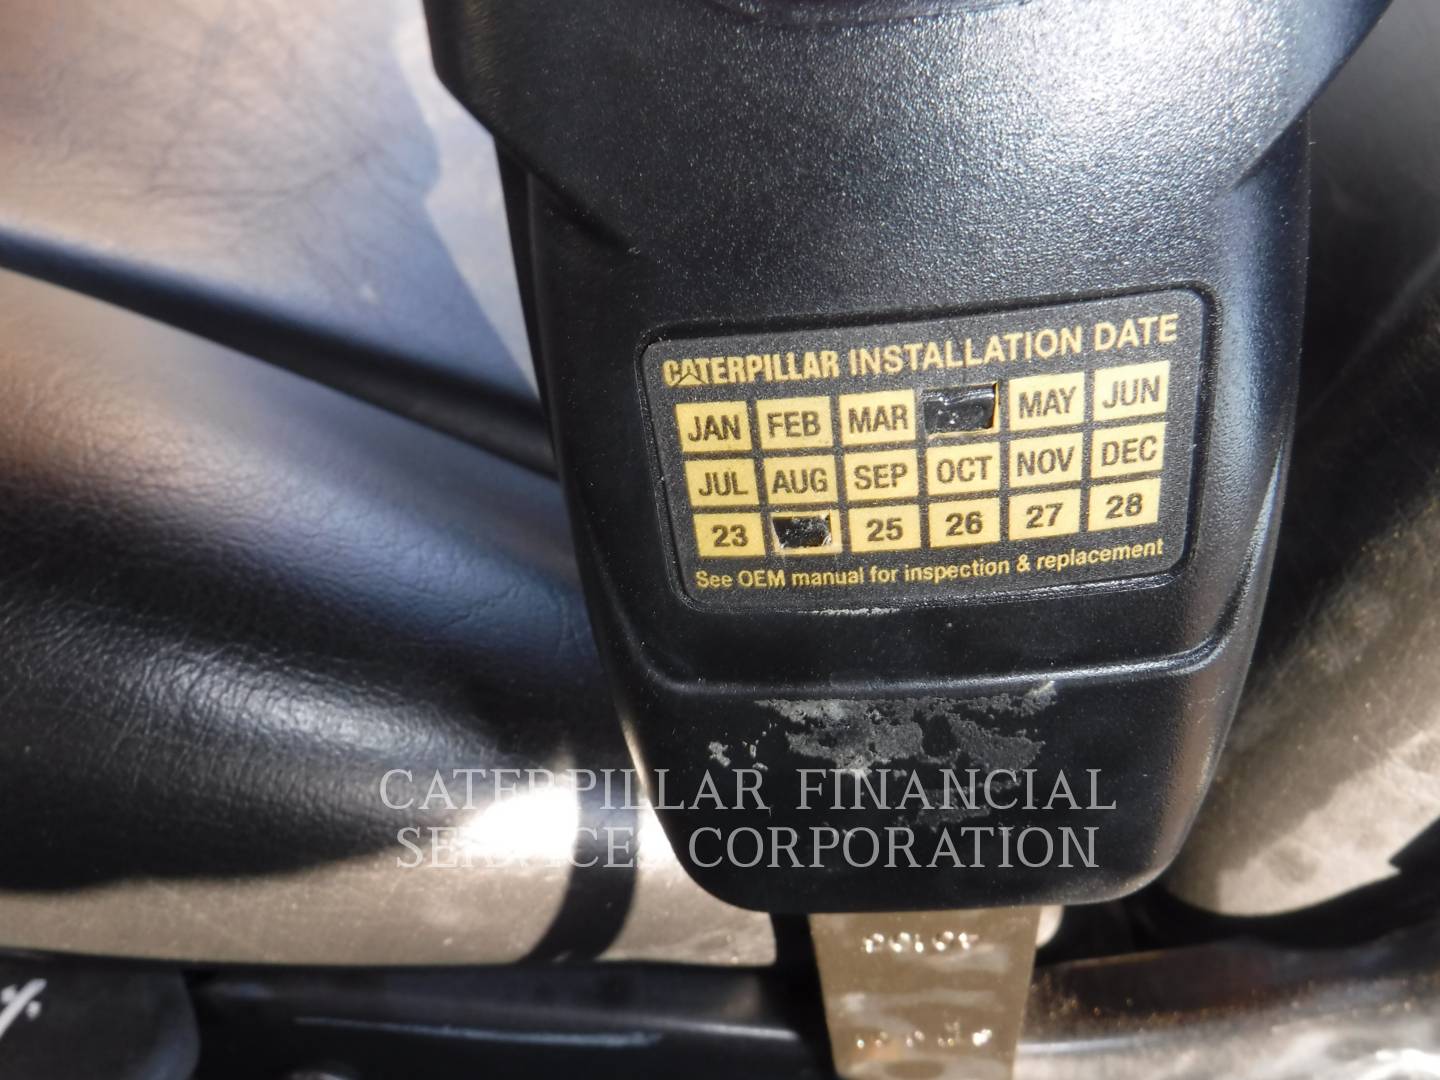 CATERPILLAR INSTALLATION DATE
JAN FEB MAR MAY JUN
JUL AUG SEP OCT NOV DEC
23 25 26 27 28
See OEM manual for inspection & replacement
CATERPILLAR FINANCIAL
SERVICES CORPORATION